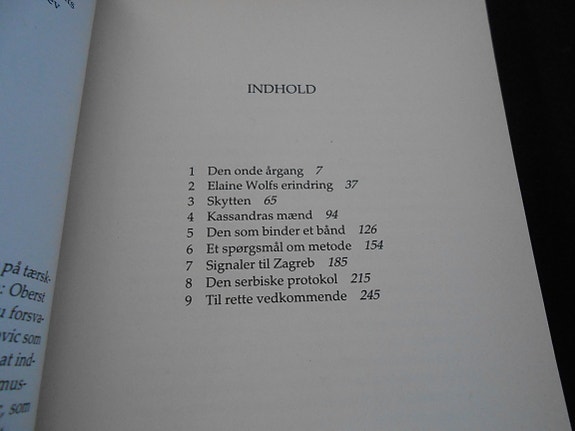 på tærsk-
: Oberst
u forsva-
vic som
at ind-
mus-
, som
INDHOLD
1 Den onde årgang 7
2 Elaine Wolfs erindring 37
3 Skytten 65
4 Kassandras mænd 94
5 Den som binder et bånd 126
6 Et spørgsmål om metode 154
7 Signaler til Zagreb 185
8 Den serbiske protokol 215
9 Til rette vedkommende 245